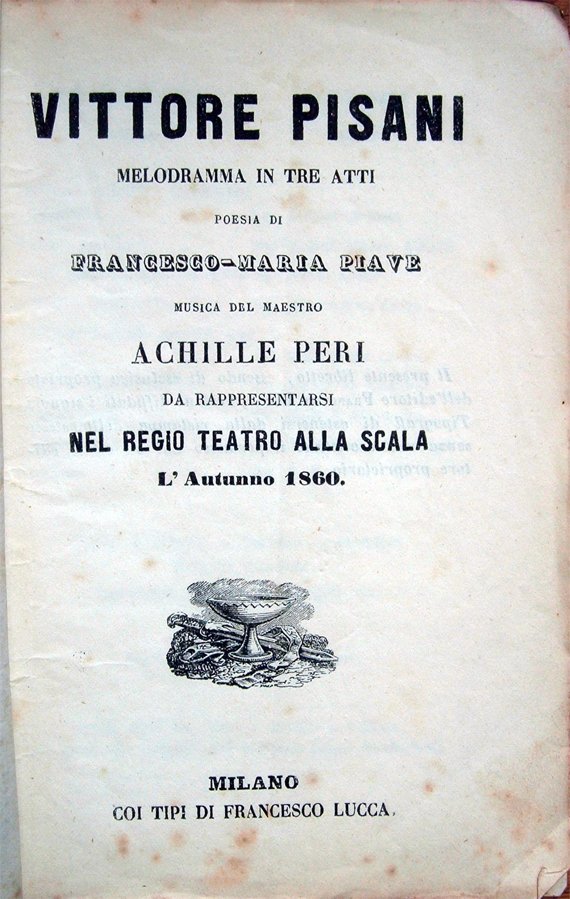 VITTORE PISANI
MELODRAMMA IN TRE ATTI
POESIA DI
FRANCESCO-MARIA PIAVE
MUSICA DEL MAESTRO
ACHILLE PERI
DA RAPPRESENTARSI
NEL REGIO TEATRO ALLA SCALA
L' Autunno 1860.
MILANO
COI TIPI DI FRANCESCO LUCCA.